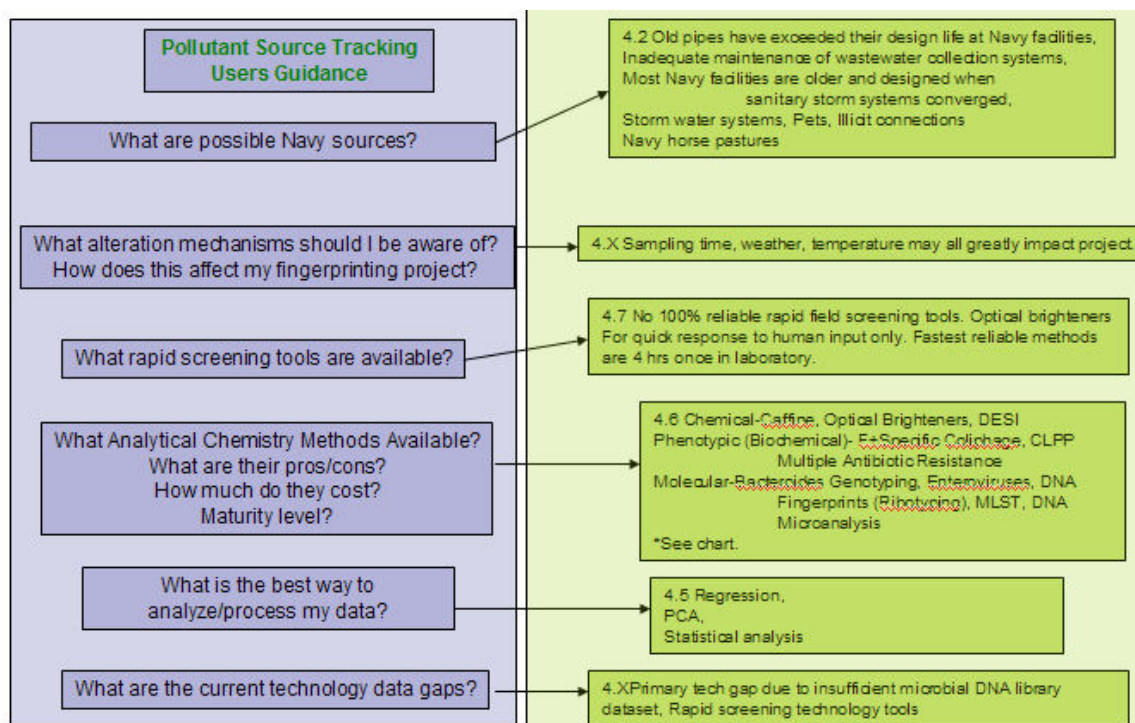 Pollutant Source Tracking
Users Guidance
What are possible Navy sources?
4.2 Old pipes have exceeded their design life at Navy facilities,
Inadequate maintenance of wastewater collection systems,
Most Navy facilities are older and designed when
sanitary storm systems converged,
Storm water systems, Pets, Illicit connections
Navy horse pastures
What alteration mechanisms should I be aware of?
How does this affect my fingerprinting project?
4.X Sampling time, weather, temperature may all greatly impact project.
What rapid screening tools are available?
4.7 No 100% reliable rapid field screening tools. Optical brighteners
For quick response to human input only. Fastest reliable methods
are 4 hrs once in laboratory.
What Analytical Chemistry Methods Available?
What are their pros/cons?
How much do they cost?
Maturity level?
4.6 Chemical-Caffine, Optical Brighteners, DESI
Phenotypic (Biochemical)- F+Specific Coliphage, CLPP
Multiple Antibiotic Resistance
Molecular-Bacteroides Genotyping, Enteroviruses, DNA
Fingerprints (Ribotyping), MLST, DNA
Microanalysis
*See chart.
What is the best way to
analyze/process my data?
4.5 Regression,
PCA,
Statistical analysis
What are the current technology data gaps?
4.XPrimary tech gap due to insufficient microbial DNA library
dataset, Rapid screening technology tools